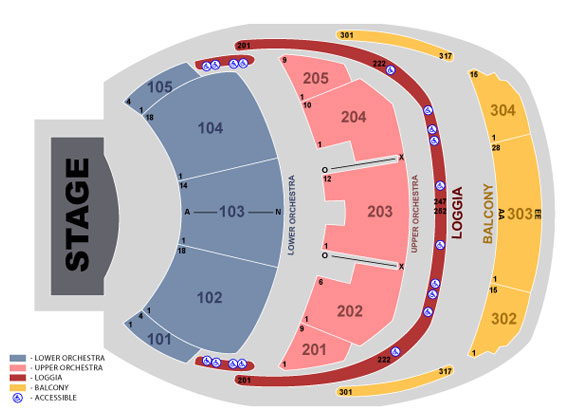 301
317
201
9
222
15
105
205
4
1
18
1
10
104
204
304
1
28
1
14
O
X
12
STAGE
A
103
N
LOWER ORCHESTRA
203
UPPER ORCHESTRA
247
252
LOGGIA
BALCONY
AA
303
EE
1
18
1
O
X
102
6
1
15
202
302
4
1
101
1
9
201
1
1
222
201
317
301
1
- LOWER ORCHESTRA
- UPPER ORCHESTRA
- LOGGIA
- BALCONY
- ACCESSIBLE